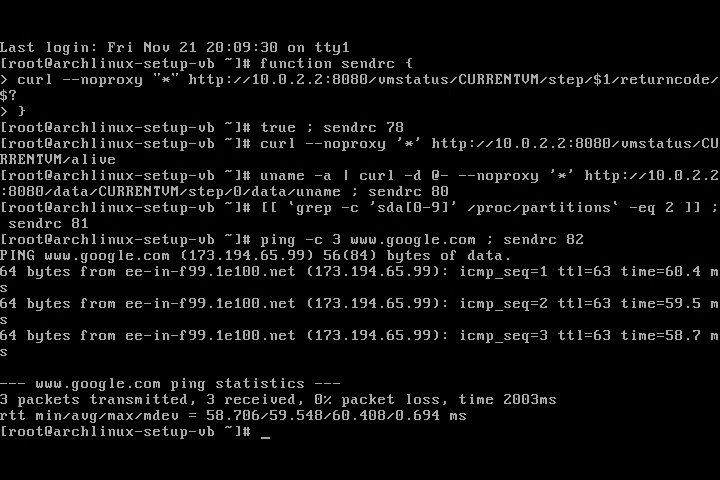 Last login: Fri Nov 21 20:09:30 on tty1
[root@archlinux-setup-vb ~]# function sendrc {
> curl --noproxy "*" http://10.0.2.2:8080/vmstatus/CURRENTVM/step/$1/returncode/
$?
> }
[root@archlinux-setup-vb ~]# true ; sendrc 78
[root@archlinux-setup-vb ~]# curl --noproxy '*' http://10.0.2.2:8080/vmstatus/CU
RRENTVM/alive
[root@archlinux-setup-vb ~]# uname -a | curl -d @- --noproxy '*' http://10.0.2.2
:8080/data/CURRENTVM/step/0/data/uname ; sendrc 80
[root@archlinux-setup-vb ~]# [[ `grep -c 'sda[0-9]' /proc/partitions` -eq 2 ]] ;
 sendrc 81
[root@archlinux-setup-vb ~]# ping -c 3 www.google.com ; sendrc 82
PING www.google.com (173.194.65.99) 56(84) bytes of data.
64 bytes from ee-in-f99.1e100.net (173.194.65.99): icmp_seq=1 ttl=63 time=60.4 m
s
64 bytes from ee-in-f99.1e100.net (173.194.65.99): icmp_seq=2 ttl=63 time=59.5 m
s
64 bytes from ee-in-f99.1e100.net (173.194.65.99): icmp_seq=3 ttl=63 time=58.7 m
s
--- www.google.com ping statistics ---
3 packets transmitted, 3 received, 0% packet loss, time 2003ms
rtt min/avg/max/mdev = 58.706/59.548/60.408/0.694 ms
[root@archlinux-setup-vb ~]# _